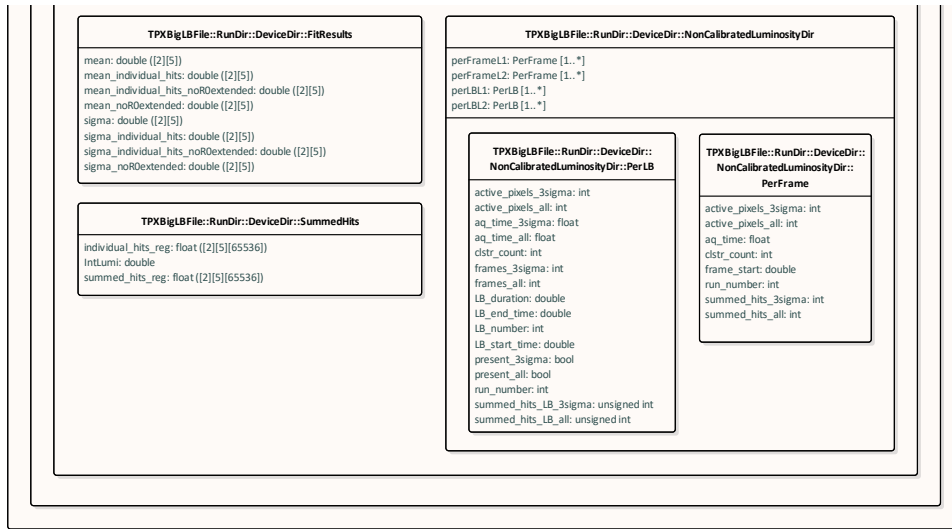 TPXBigLBFile::RunDir::DeviceDir::FitResults
mean: double ([2][5])
mean_individual_hits: double ([2][5])
mean_individual_hits_noR0extended: double ([2][5])
mean_noR0extended: double ([2][5])
sigma: double ([2][5])
sigma_individual_hits: double ([2][5])
sigma_individual_hits_noR0extended: double ([2][5])
sigma_noR0extended: double ([2][5])
TPXBigLBFile::RunDir::DeviceDir::SummedHits
individual_hits_reg: float ([2][5][65536])
IntLumi: double
summed_hits_reg: float ([2][5][65536])
TPXBigLBFile::RunDir::DeviceDir::NonCalibratedLuminosityDir
perFrameL1: PerFrame [1..*]
perFrameL2: PerFrame [1..*]
perLBL1: PerLB [1..*]
perLBL2: PerLB [1..*]
TPXBigLBFile::RunDir::DeviceDir::
NonCalibratedLuminosityDir::PerLB
active_pixels_3sigma: int
active_pixels_all: int
aq_time_3sigma: float
aq_time_all: float
clstr_count: int
frames_3sigma: int
frames_all: int
LB_duration: double
LB_end_time: double
LB_number: int
LB_start_time: double
present_3sigma: bool
present_all: bool
run_number: int
summed_hits_LB_3sigma: unsigned int
summed_hits_LB_all: unsigned int
TPXBigLBFile::RunDir::DeviceDir::
NonCalibratedLuminosityDir::
PerFrame
active_pixels_3sigma: int
active_pixels_all: int
aq_time: float
clstr_count: int
frame_start: double
run_number: int
summed_hits_3sigma: int
summed_hits_all: int